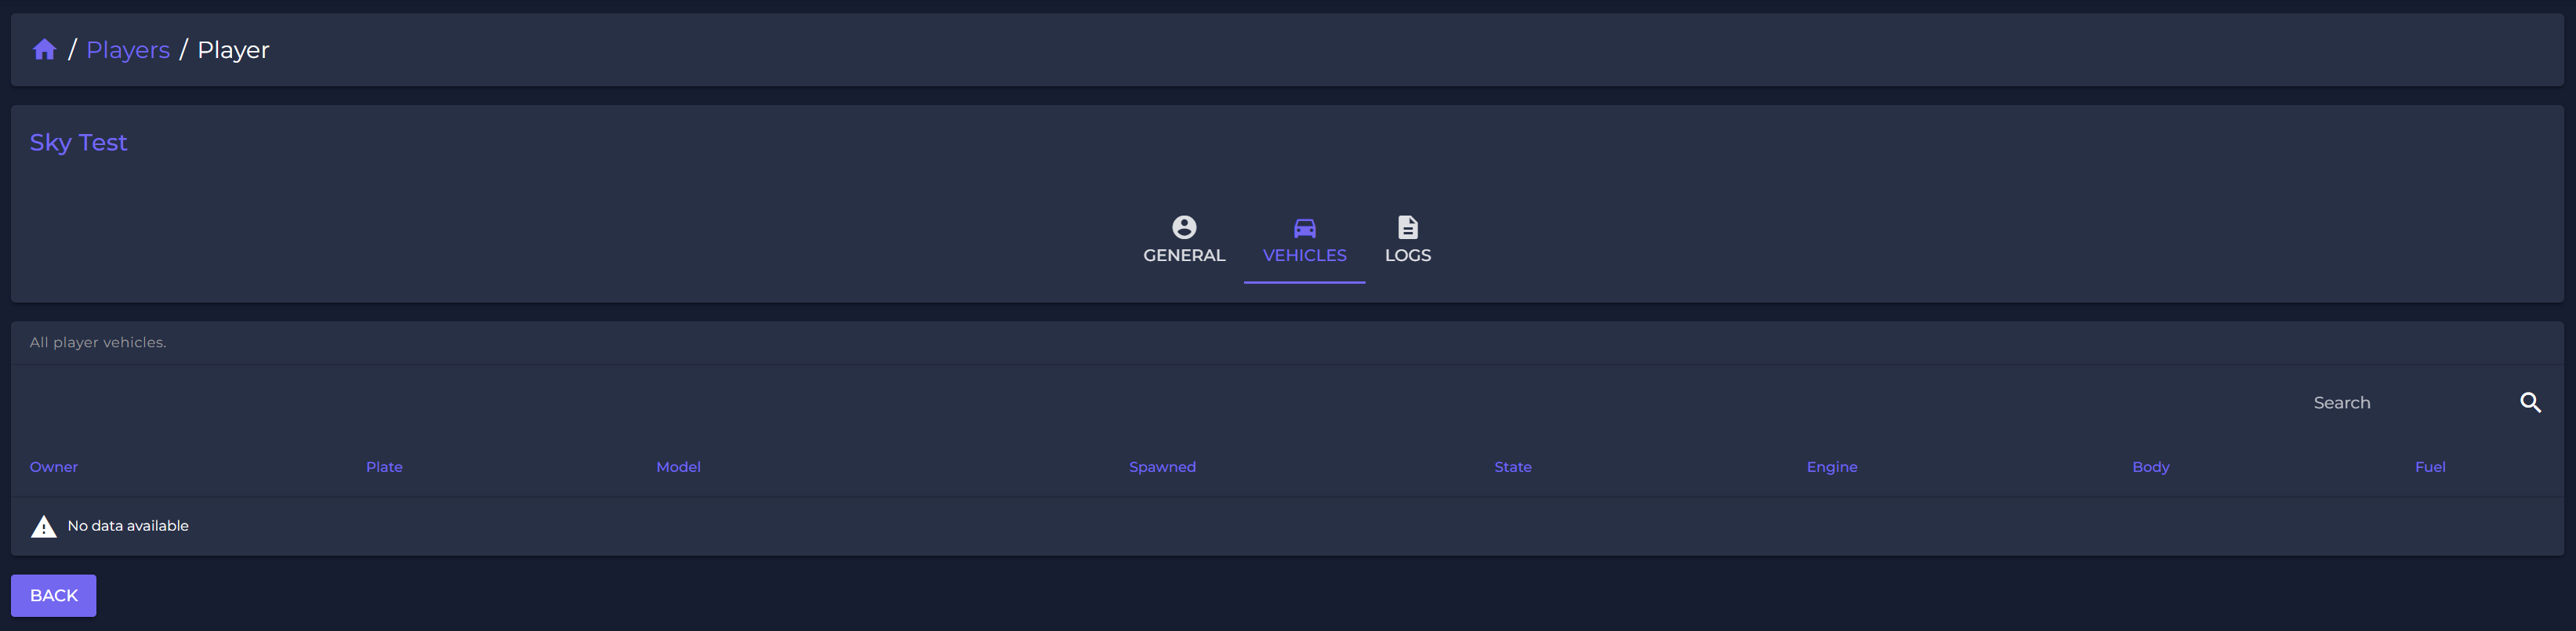 / Players / Player
Sky Test
GENERAL VEHICLES LOGS
All player vehicles.
Search
Owner Plate Model Spawned State Engine Body Fuel
No data available
BACK